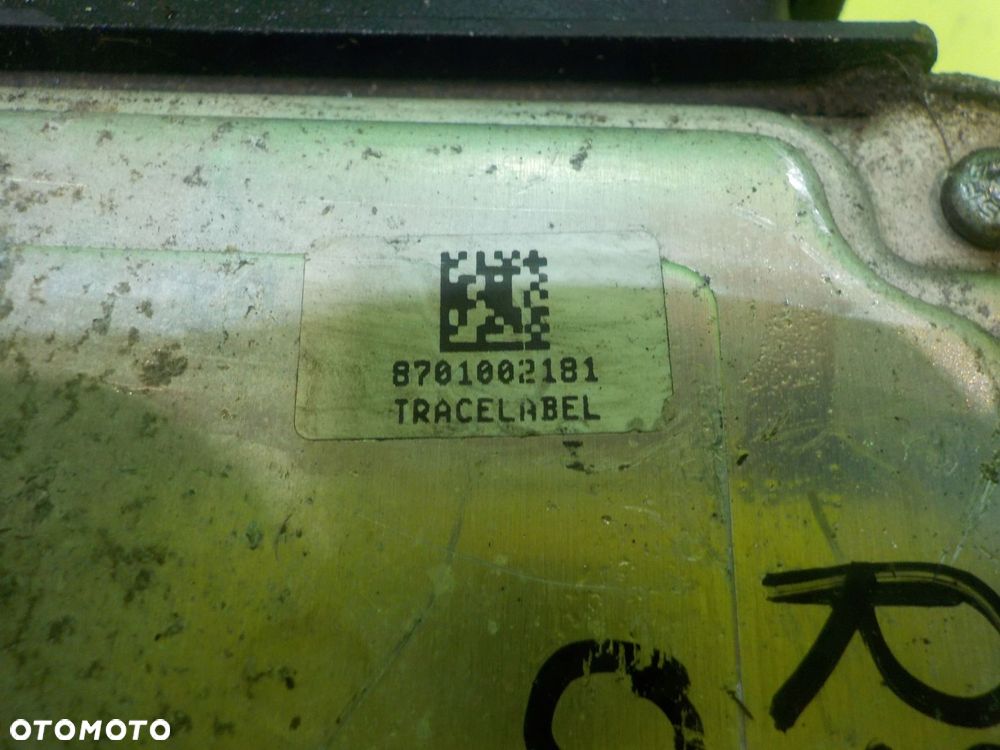 8701002181
TRACELABEL
R
OTOMOTO